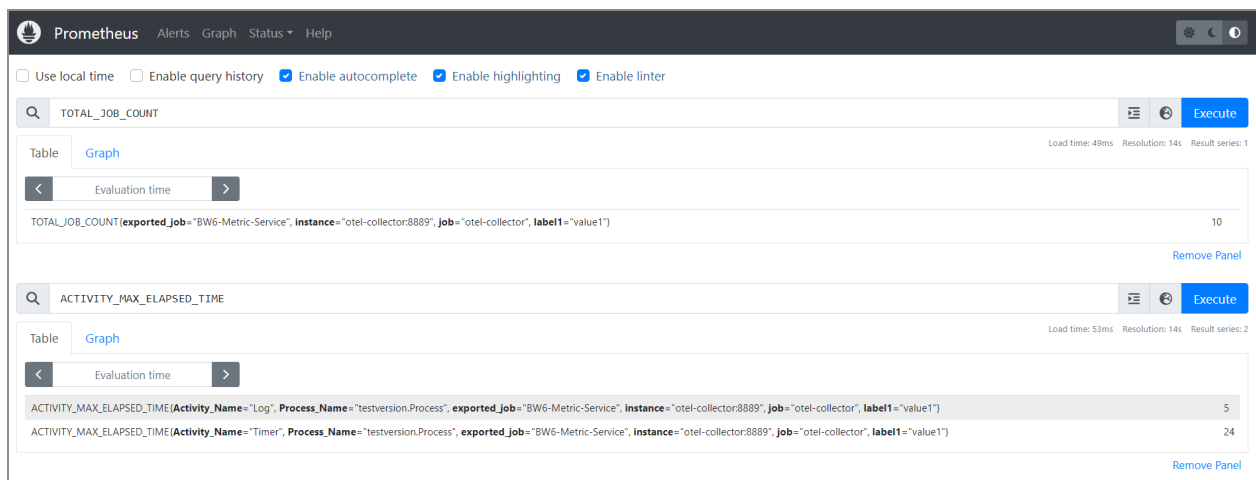 Prometheus Alerts Graph Status Help
Use local time Enable query history Enable autocomplete Enable highlighting Enable linter
TOTAL_JOB_COUNT Execute
Table Graph Load time: 49ms Resolution: 14s Result series: 1
Evaluation time
TOTAL_JOB_COUNT{exported_job="BW6-Metric-Service", instance="otel-collector:8889", job="otel-collector", label1="value1"} 10
Remove Panel
ACTIVITY_MAX_ELAPSED_TIME Execute
Table Graph Load time: 53ms Resolution: 14s Result series: 2
Evaluation time
ACTIVITY_MAX_ELAPSED_TIME{Activity_Name="Log", Process_Name="testversion.Process", exported_job="BW6-Metric-Service", instance="otel-collector:8889", job="otel-collector", label1="value1"} 5
ACTIVITY_MAX_ELAPSED_TIME{Activity_Name="Timer", Process_Name="testversion.Process", exported_job="BW6-Metric-Service", instance="otel-collector:8889", job="otel-collector", label1="value1"} 24
Remove Panel